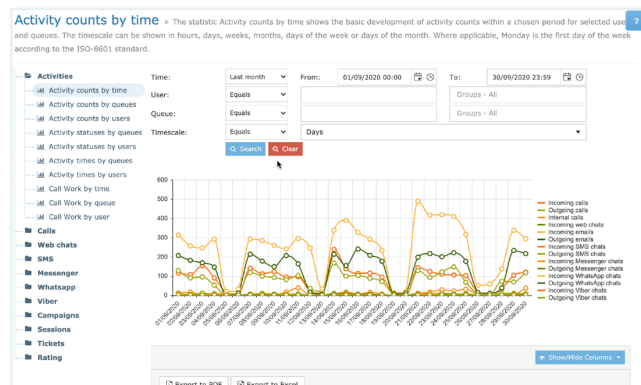 Activity counts by time » The statistic Activity counts by time shows the basic development of activity counts within a chosen period for selected use
and queues. The timescale can be shown in hours, days, weeks, months, days of the week or days of the month. Where applicable, Monday is the first day of the week
according to the ISO-8601 standard.
?
Activities
Activity counts by time
Activity counts by queues
Activity counts by users
Activity statuses by queues
Activity statuses by users
Activity times by queues
Activity times by users
Call Work by time
Call Work by queue
Call Work by user
Calls
Web chats
SMS
Messenger
Whatsapp
Viber
Campaigns
Sessions
Tickets
Rating
Time: Last month From: 01/09/2020 00:00 To: 30/09/2020 23:59
User: Equals Groups - All
Queue: Equals Groups - All
Timescale: Equals Days
Search Clear
600
500
400
300
200
100
0
01/09/2020 02/09/2020 03/09/2020 04/09/2020 05/09/2020 06/09/2020 07/09/2020 08/09/2020 09/09/2020 10/09/2020 11/09/2020 12/09/2020 13/09/2020 14/09/2020 15/09/2020 16/09/2020 17/09/2020 18/09/2020 19/09/2020 20/09/2020 21/09/2020 22/09/2020 23/09/2020 24/09/2020 25/09/2020 26/09/2020 27/09/2020 28/09/2020 29/09/2020 30/09/2020
Incoming calls
Outgoing calls
Internal calls
Incoming web chats
Incoming emails
Outgoing emails
Incoming SMS chats
Outgoing SMS chats
Incoming Messenger chats
Outgoing Messenger chats
Incoming WhatsApp chats
Outgoing WhatsApp chats
Incoming Viber chats
Outgoing Viber chats
Show/Hide Columns
Export to PDF Export to Excel